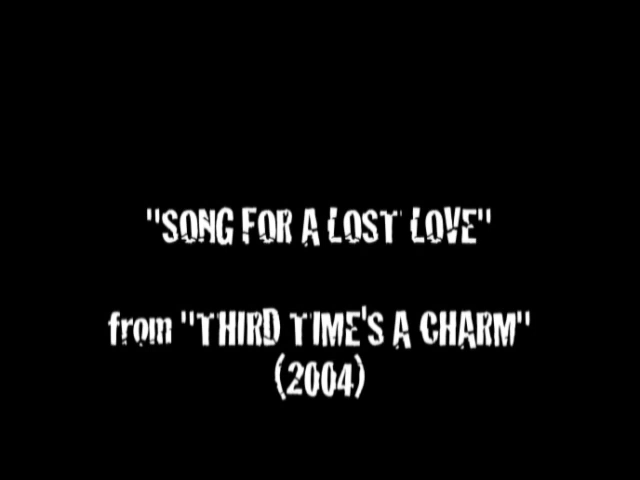 "SONG FOR A LOST LOVE"
from "THIRD TIME'S A CHARM"
(2004)